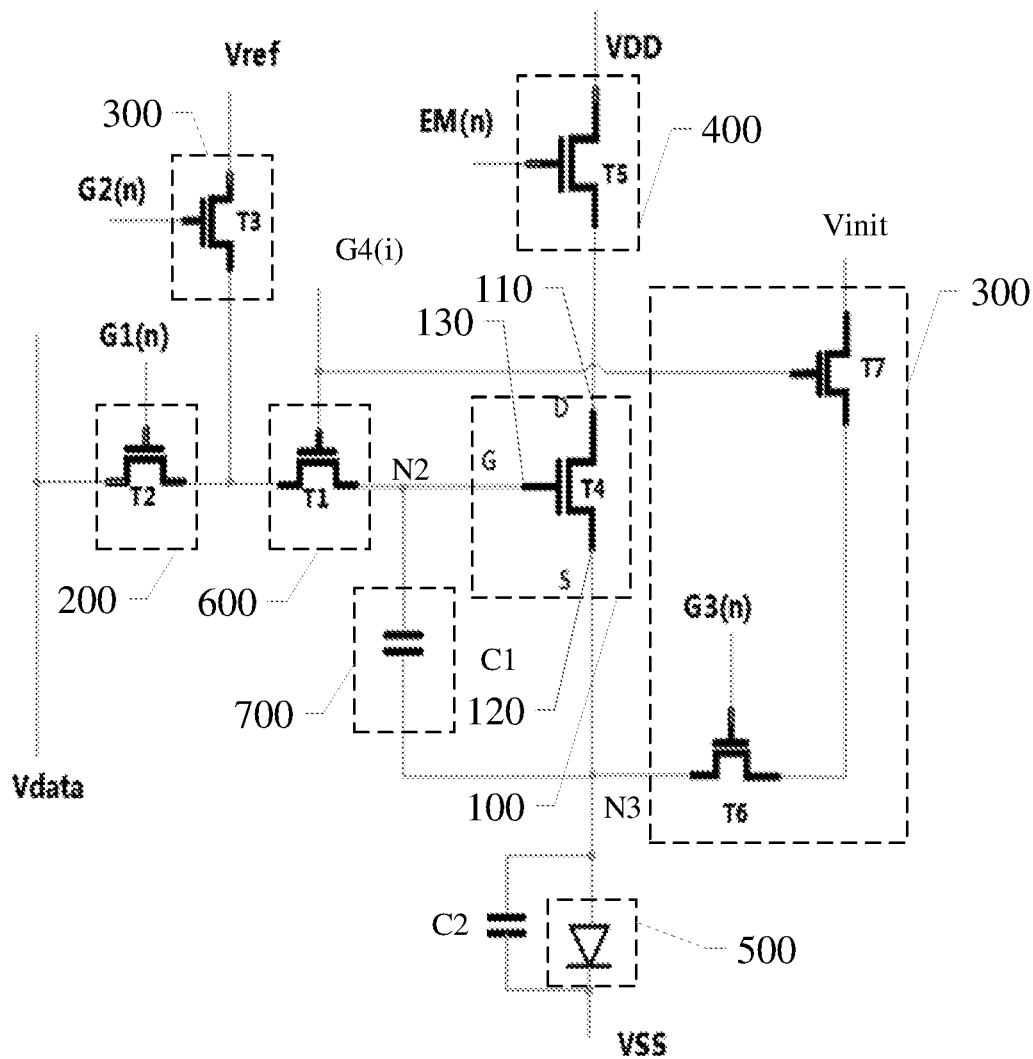 VDD
Vref
300
EM(n)
400
T5
G2(n)
T3
G4(i)
Vinit
110
300
130
G1(n)
T7
D
G
N2
T2
T1
T4
S
200
600
G3(n)
C1
700
120
Vdata
100
N3
T6
C2
500
VSS